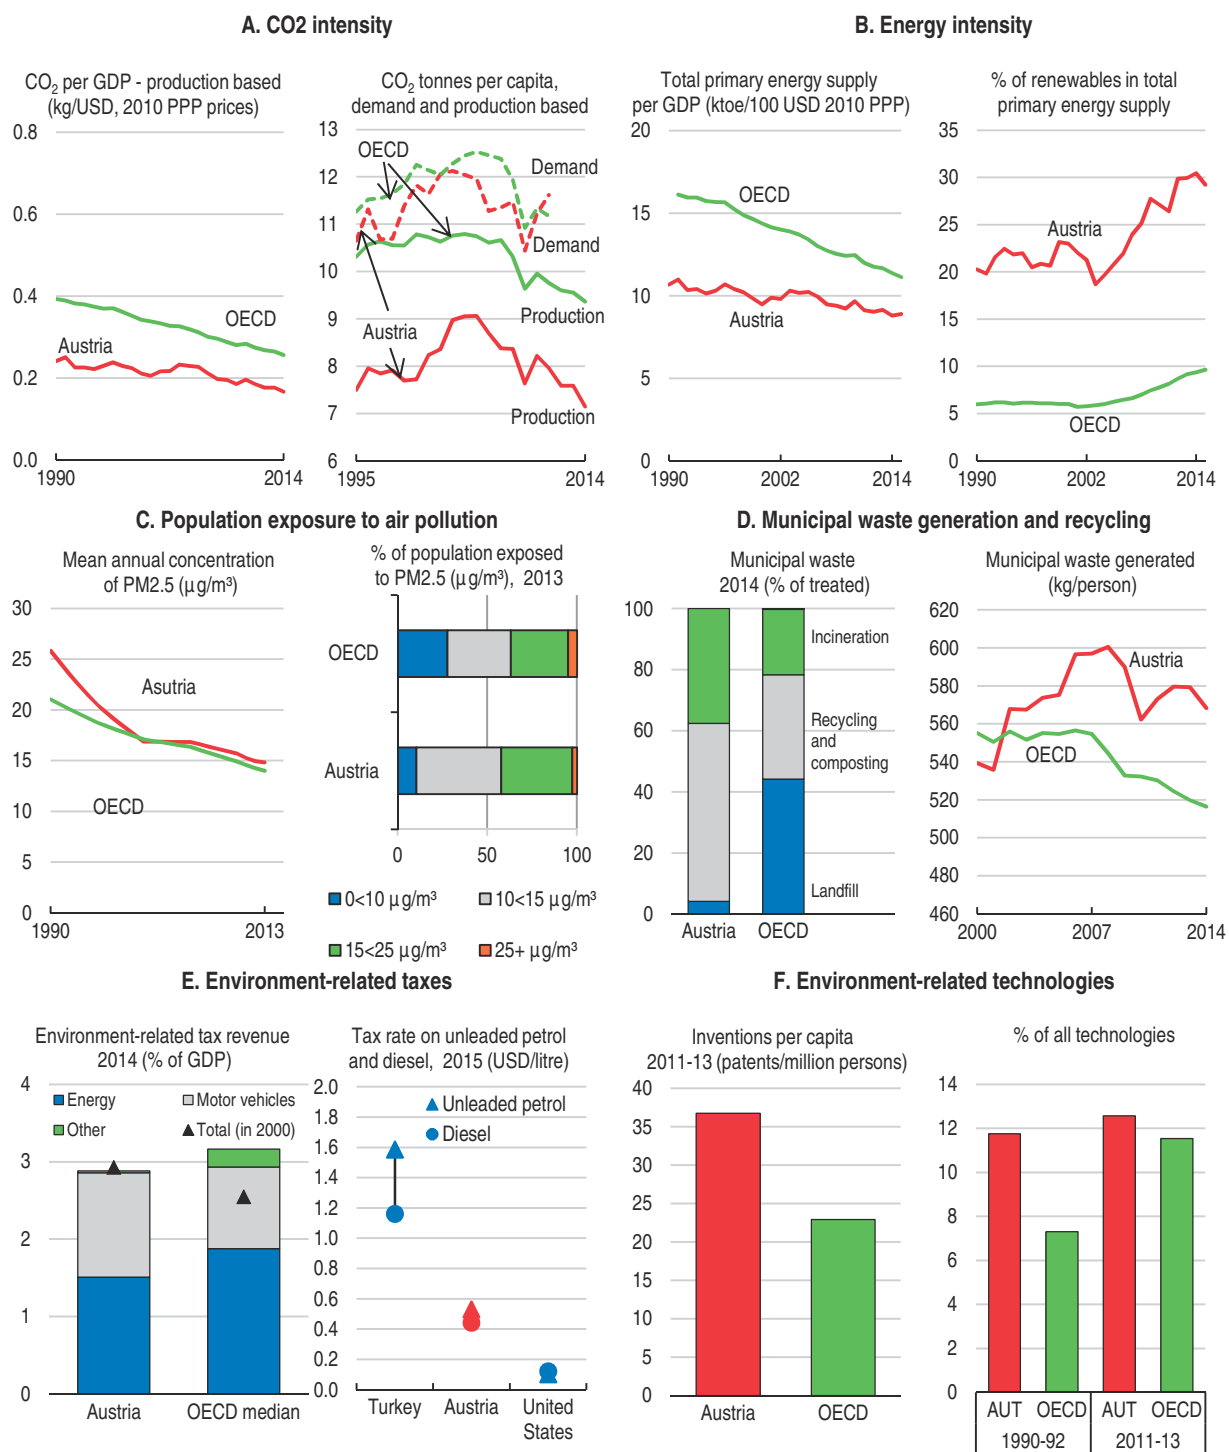 A. CO2 intensity
B. Energy intensity
CO2 per GDP - production based
(kg/USD, 2010 PPP prices)
0.8
0.6
0.4
0.2
0.0
OECD
Austria
1990
2014
CO2 tonnes per capita,
demand and production based
13
12
11
10
9
8
7
6
OECD
Demand
Demand
Austria
Production
Production
1995
2014
Total primary energy supply
per GDP (ktoe/100 USD 2010 PPP)
20
15
10
5
0
OECD
Austria
1990
2002
2014
% of renewables in total
primary energy supply
35
30
25
20
15
10
5
0
Austria
OECD
1990
2002
2014
C. Population exposure to air pollution
D. Municipal waste generation and recycling
Mean annual concentration
of PM2.5 (µg/m³)
30
25
20
15
10
5
0
Asutria
OECD
1990
2013
% of population exposed
to PM2.5 (µg/m³), 2013
OECD
Austria
0
50
100
0<10 µg/m³
10<15 µg/m³
15<25 µg/m³
25+ µg/m³
Municipal waste
2014 (% of treated)
100
80
60
40
20
0
Incineration
Recycling
and
composting
Landfill
Austria
OECD
Municipal waste generated
(kg/person)
620
600
580
560
540
520
500
480
460
Austria
OECD
2000
2007
2014
E. Environment-related taxes
F. Environment-related technologies
Environment-related tax revenue
2014 (% of GDP)
4
3
2
1
0
Energy
Motor vehicles
Other
Total (in 2000)
Austria
OECD median
Tax rate on unleaded petrol
and diesel, 2015 (USD/litre)
2.0
1.8
1.6
1.4
1.2
1.0
0.8
0.6
0.4
0.2
0.0
Unleaded petrol
Diesel
Turkey
Austria
United
States
Inventions per capita
2011-13 (patents/million persons)
40
35
30
25
20
15
10
5
0
Austria
OECD
% of all technologies
14
12
10
8
6
4
2
0
AUT
OECD
AUT
OECD
1990-92
2011-13